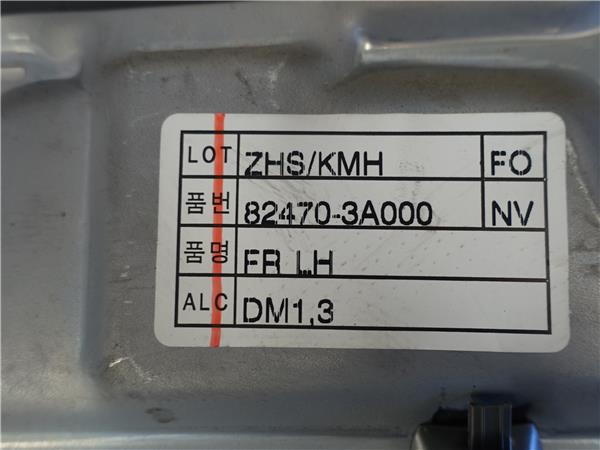 LOT ZHS/KMH FO
품번 82470-3A000 NV
품명 FR LH
ALC DM1,3